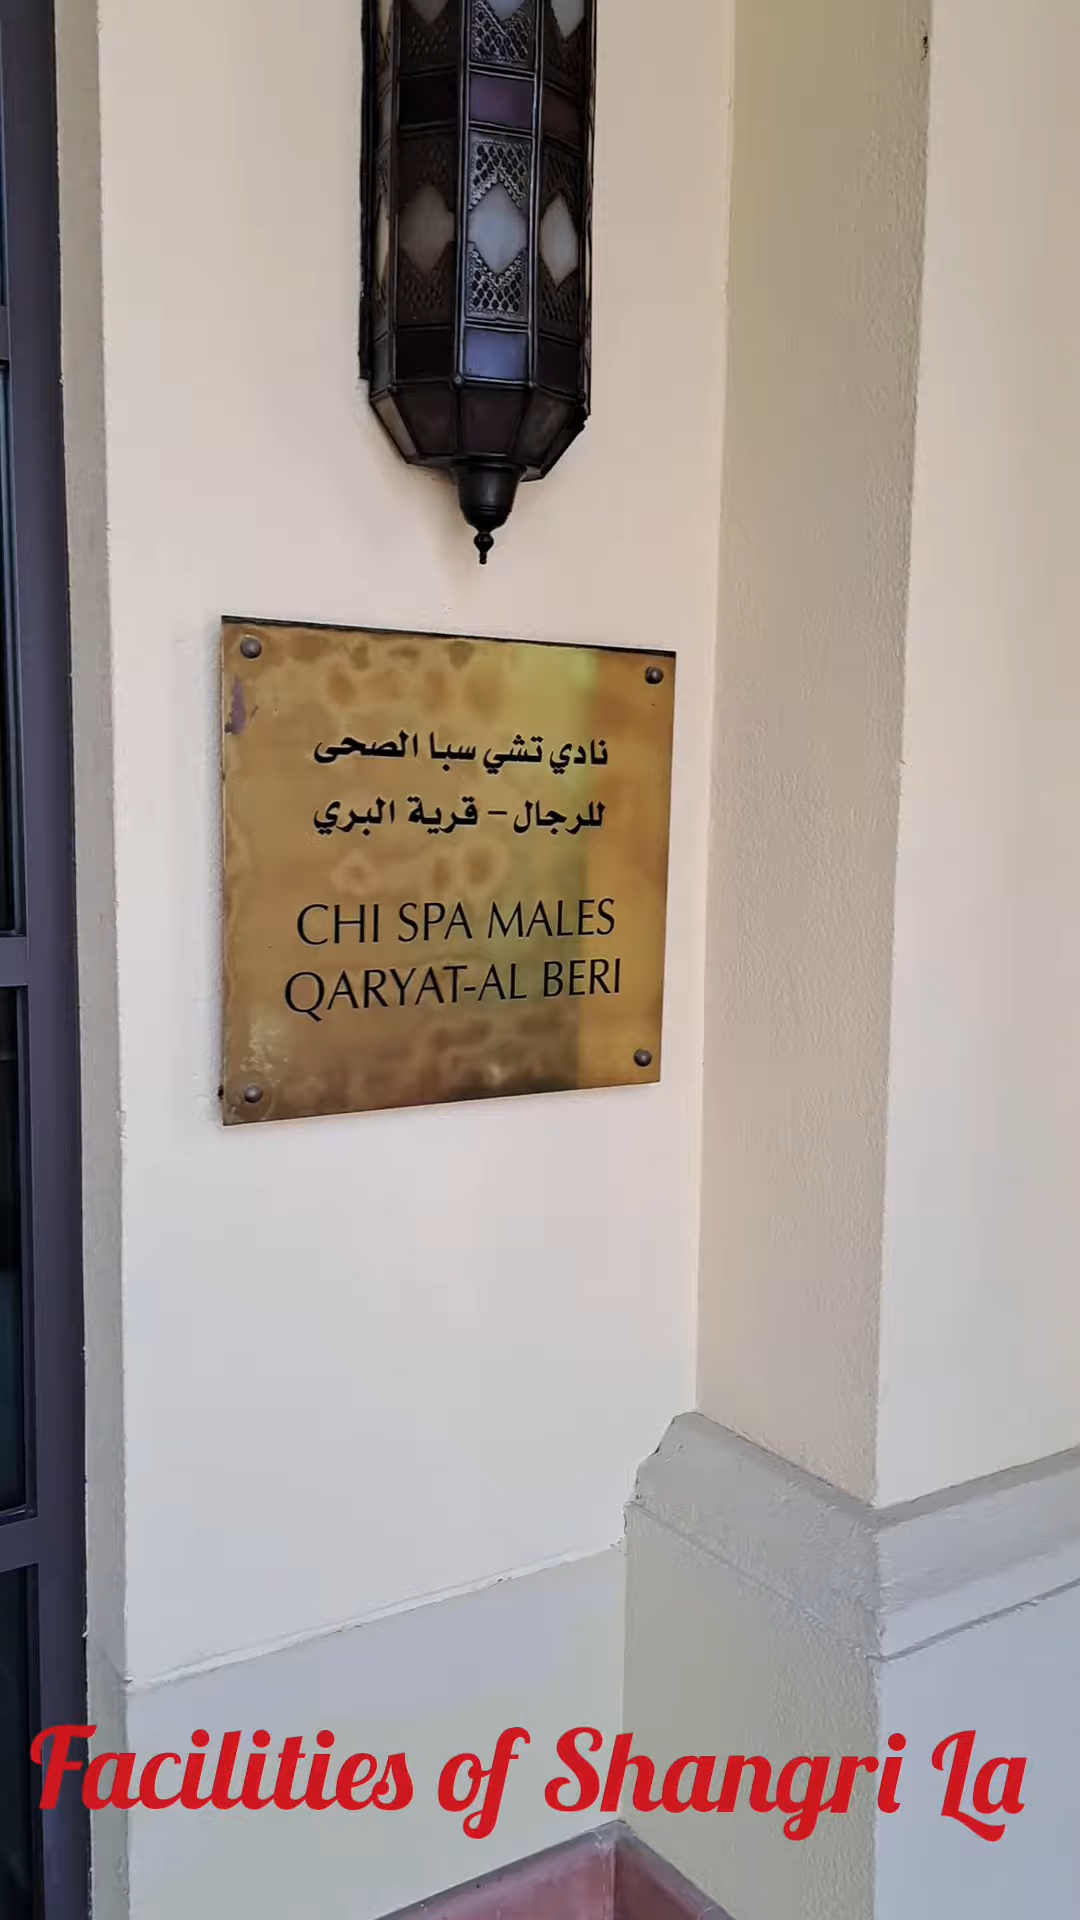 نادي تشي سبا الصحى
للرجال - قرية البري
CHI SPA MALES
QARYAT-AL BERI
Facilities of Shangri La